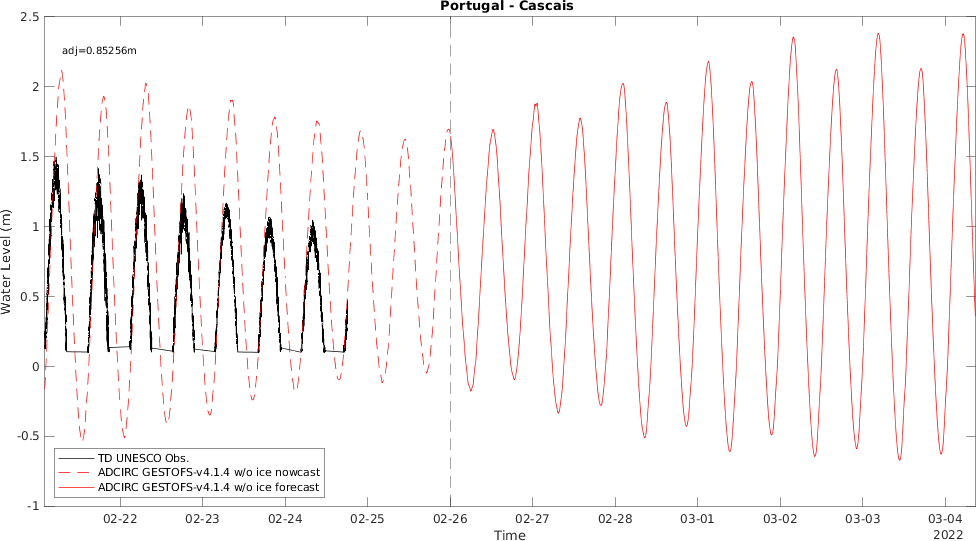 Portugal - Cascais
adj=0.85256m
Water Level (m)
2.5
2
1.5
1
0.5
0
-0.5
-1
TD UNESCO Obs.
ADCIRC GESTOFS-v4.1.4 w/o ice nowcast
ADCIRC GESTOFS-v4.1.4 w/o ice forecast
02-22 02-23 02-24 02-25 02-26 02-27 02-28 03-01 03-02 03-03 03-04
2022
Time